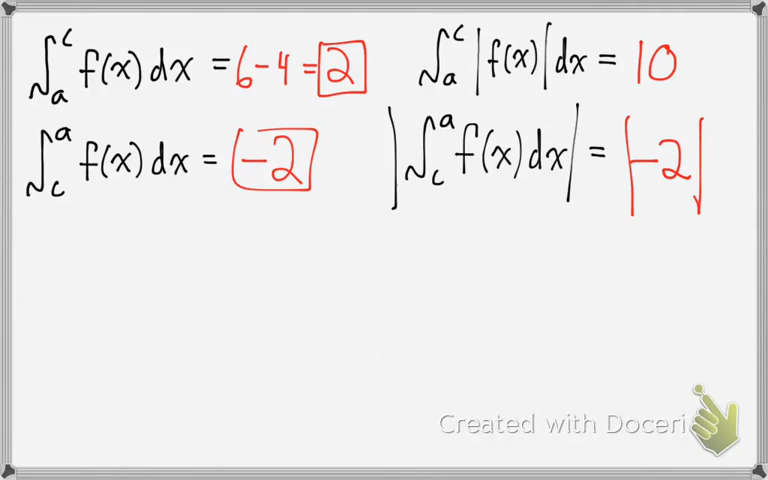 ∫_a^c f(x) dx = 6 - 4 = 2
∫_a^c |f(x)| dx = 10
∫_c^a f(x) dx = -2
|∫_c^a f(x) dx| = |-2|
Created with Doceri